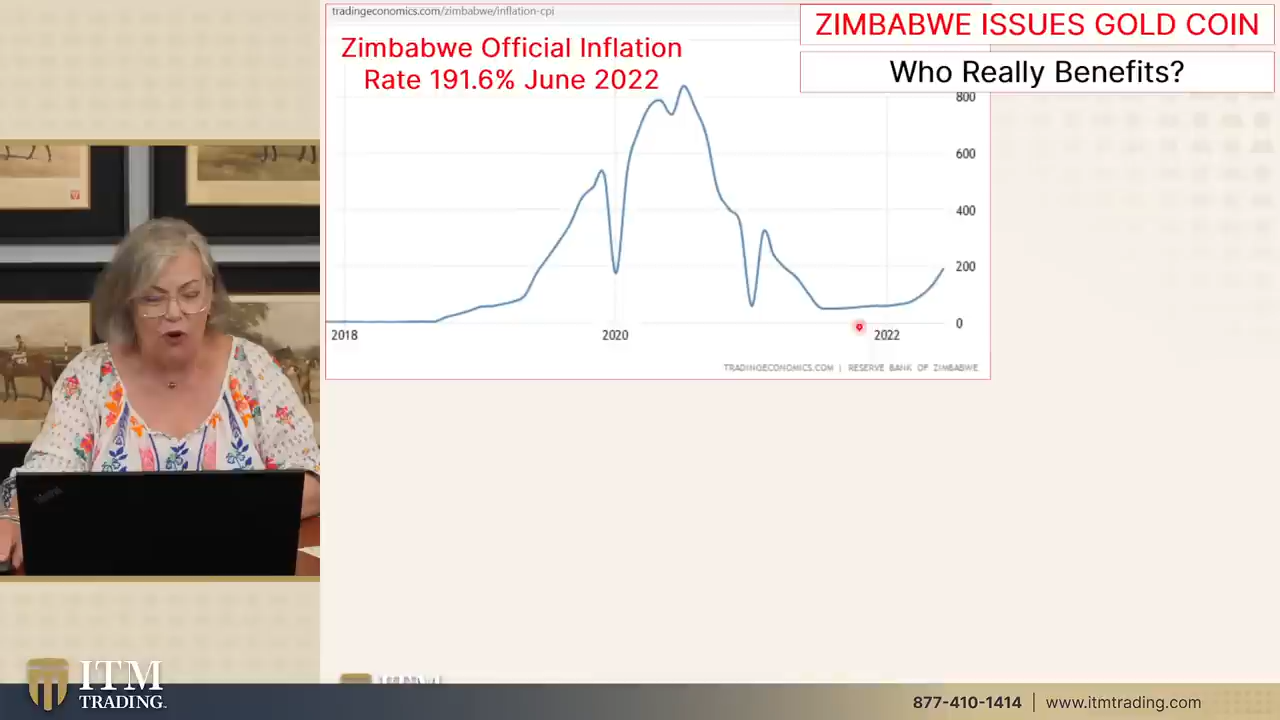 tradingeconomics.com/zimbabwe/inflation-cpi
Zimbabwe Official Inflation
Rate 191.6% June 2022
ZIMBABWE ISSUES GOLD COIN
Who Really Benefits?
800
600
400
200
0
2018
2020
2022
TRADINGECONOMICS.COM | RESERVE BANK OF ZIMBABWE
ITM
TRADING
877-410-1414 | www.itmtrading.com